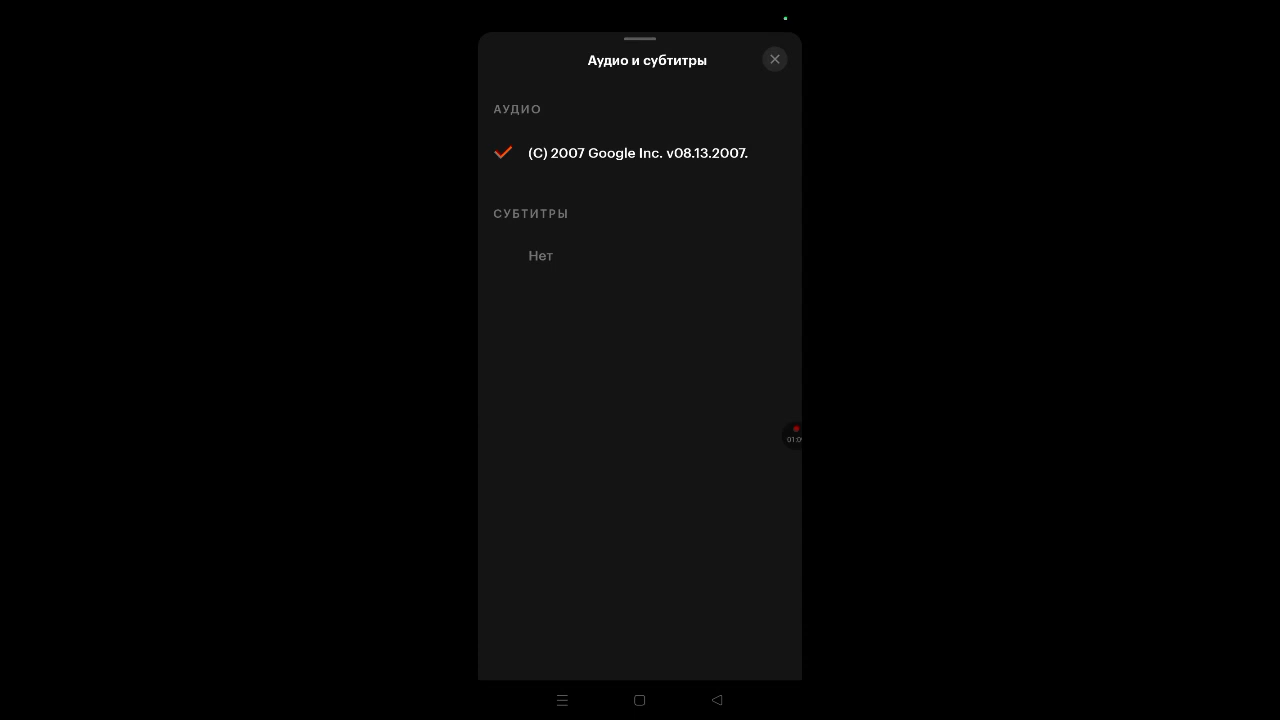 Аудио и субтитры
АУДИО
(C) 2007 Google Inc. v08.13.2007.
СУБТИТРЫ
Нет